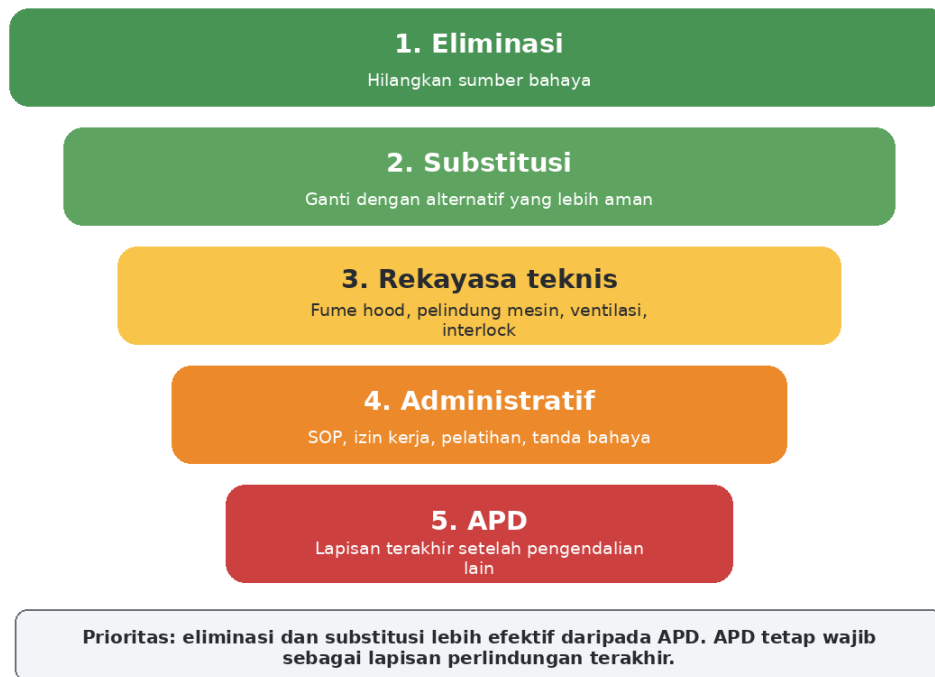 1. Eliminasi
Hilangkan sumber bahaya
2. Substitusi
Ganti dengan alternatif yang lebih aman
3. Rekayasa teknis
Fume hood, pelindung mesin, ventilasi,
interlock
4. Administratif
SOP, izin kerja, pelatihan, tanda bahaya
5. APD
Lapisan terakhir setelah pengendalian
lain
Prioritas: eliminasi dan substitusi lebih efektif daripada APD. APD tetap wajib
sebagai lapisan perlindungan terakhir.